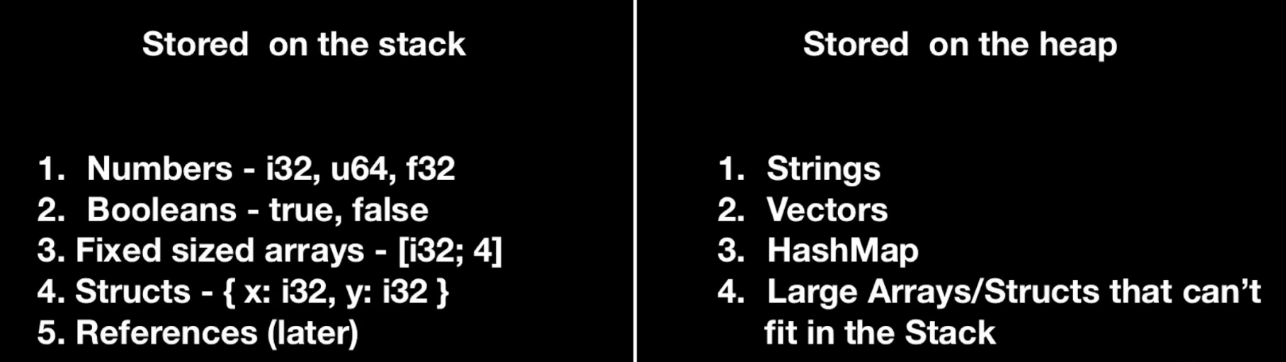 Stored on the stack
1. Numbers - i32, u64, f32
2. Booleans - true, false
3. Fixed sized arrays - [i32; 4]
4. Structs - { x: i32, y: i32 }
5. References (later)
Stored on the heap
1. Strings
2. Vectors
3. HashMap
4. Large Arrays/Structs that can’t
fit in the Stack